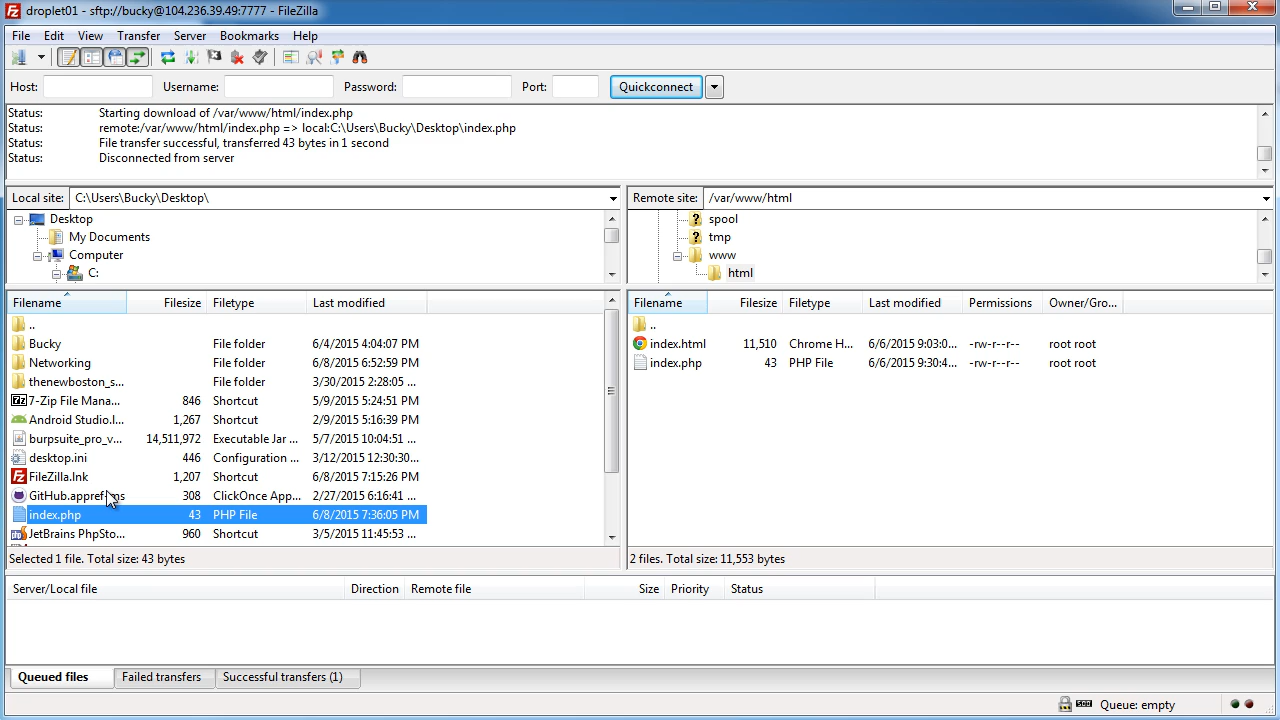 droplet01 - sftp://bucky@104.236.39.49:7777 - FileZilla
File Edit View Transfer Server Bookmarks Help
Host: Username: Password: Port: Quickconnect
Status: Starting download of /var/www/html/index.php
Status: remote:/var/www/html/index.php => local:C:\Users\Bucky\Desktop\index.php
Status: File transfer successful, transferred 43 bytes in 1 second
Status: Disconnected from server
Local site: C:\Users\Bucky\Desktop\
Desktop
My Documents
Computer
C:
Remote site: /var/www/html
spool
tmp
www
html
Filename Filesize Filetype Last modified
..
Bucky File folder 6/4/2015 4:04:07 PM
Networking File folder 6/8/2015 6:52:59 PM
thenewboston_s... File folder 3/30/2015 2:28:05 ...
7-Zip File Mana... 846 Shortcut 5/9/2015 5:24:51 PM
Android Studio.l... 1,267 Shortcut 2/9/2015 5:16:39 PM
burpsuite_pro_v... 14,511,972 Executable Jar ... 5/7/2015 10:04:51 ...
desktop.ini 446 Configuration ... 3/12/2015 12:30:30...
FileZilla.lnk 1,207 Shortcut 6/8/2015 7:15:26 PM
GitHub.appref-ms 308 ClickOnce App... 2/27/2015 6:16:41 ...
index.php 43 PHP File 6/8/2015 7:36:05 PM
JetBrains PhpSto... 960 Shortcut 3/5/2015 11:45:53 ...
Selected 1 file. Total size: 43 bytes
Filename Filesize Filetype Last modified Permissions Owner/Gro...
..
index.html 11,510 Chrome H... 6/6/2015 9:03:0... -rw-r--r-- root root
index.php 43 PHP File 6/6/2015 9:30:4... -rw-r--r-- root root
2 files. Total size: 11,553 bytes
Server/Local file Direction Remote file Size Priority Status
Queued files Failed transfers Successful transfers (1)
Queue: empty